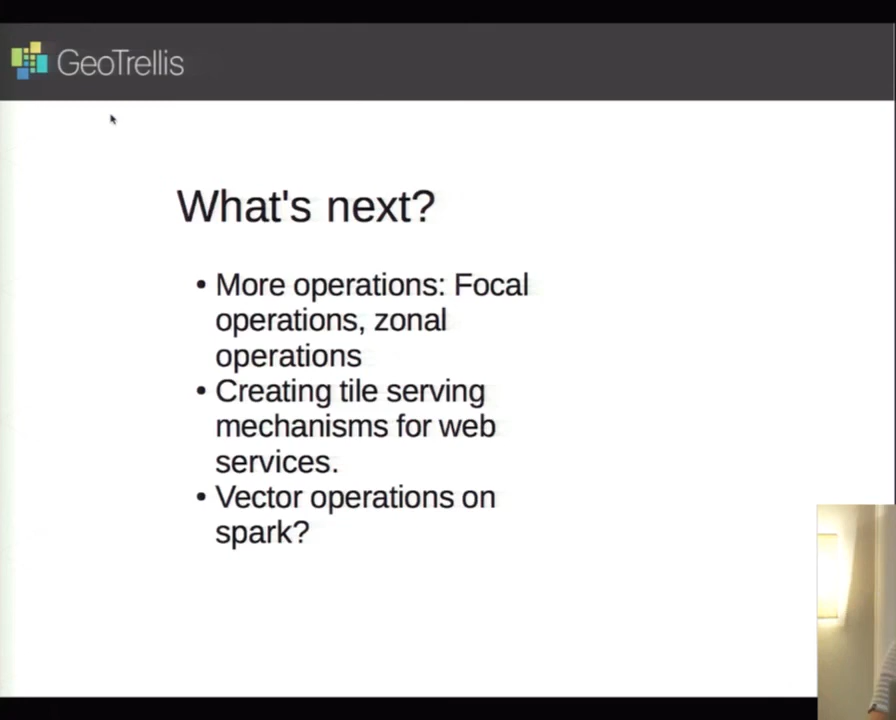 GeoTrellis
What's next?
• More operations: Focal
operations, zonal
operations
• Creating tile serving
mechanisms for web
services.
• Vector operations on
spark?